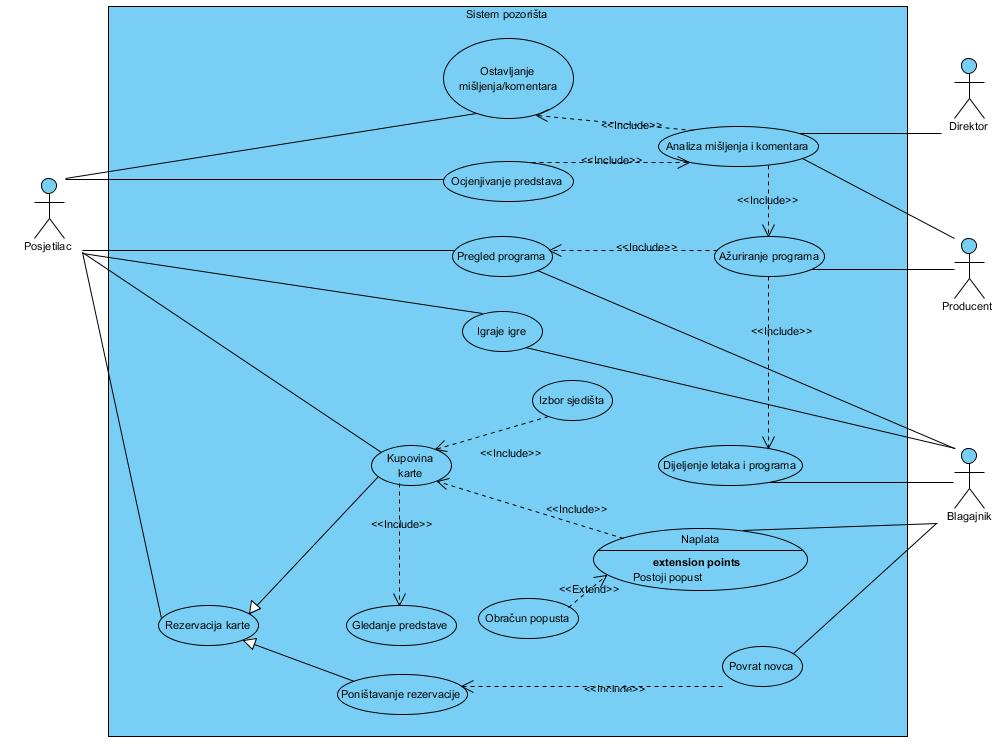 Sistem pozorišta
Ostavljanje
mišljenja/komentara
<<Include>>
Direktor
Analiza mišljenja i komentara
<<Include>>
Ocjenjivanje predstava
<<Include>>
Posjetilac
<<Include>>
Pregled programa
Ažuriranje programa
Producent
Igraje igre
<<Include>>
Izbor sjedišta
<<Include>>
Kupovina
karte
Dijeljenje letaka i programa
<<Include>>
Blagajnik
<<Include>>
Naplata
extension points
Postoji popust
<<Extend>>
Obračun popusta
Rezervacija karte
Gledanje predstave
Povrat novca
<<Include>>
Poništavanje rezervacije